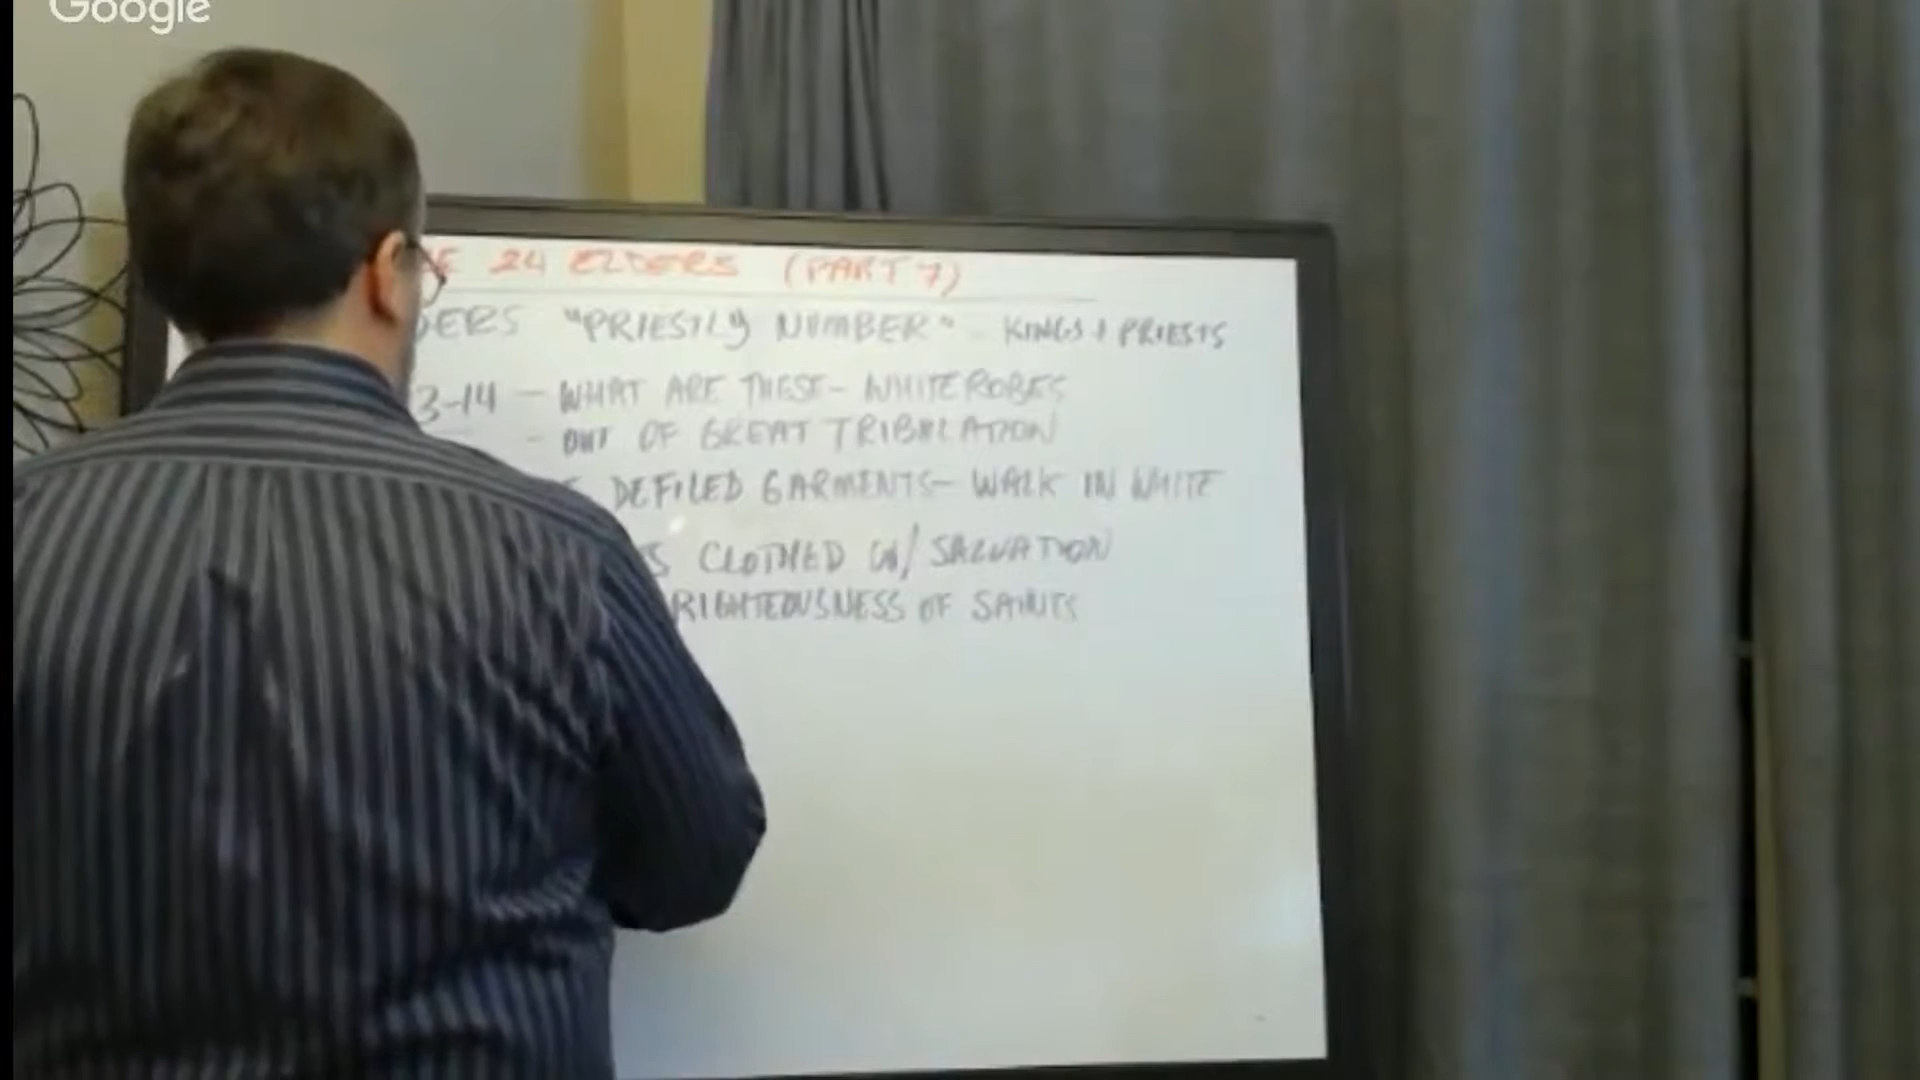 Google
E 24 ELDERS (PART 7)
DERS "PRIESTLY NUMBER" - KINGS & PRIESTS
3-14 - WHAT ARE THESE - WHITE ROBES
- OUT OF GREAT TRIBULATION
DEFILED GARMENTS - WALK IN WHITE
S CLOTHED W/ SALVATION
RIGHTEOUSNESS OF SAINTS